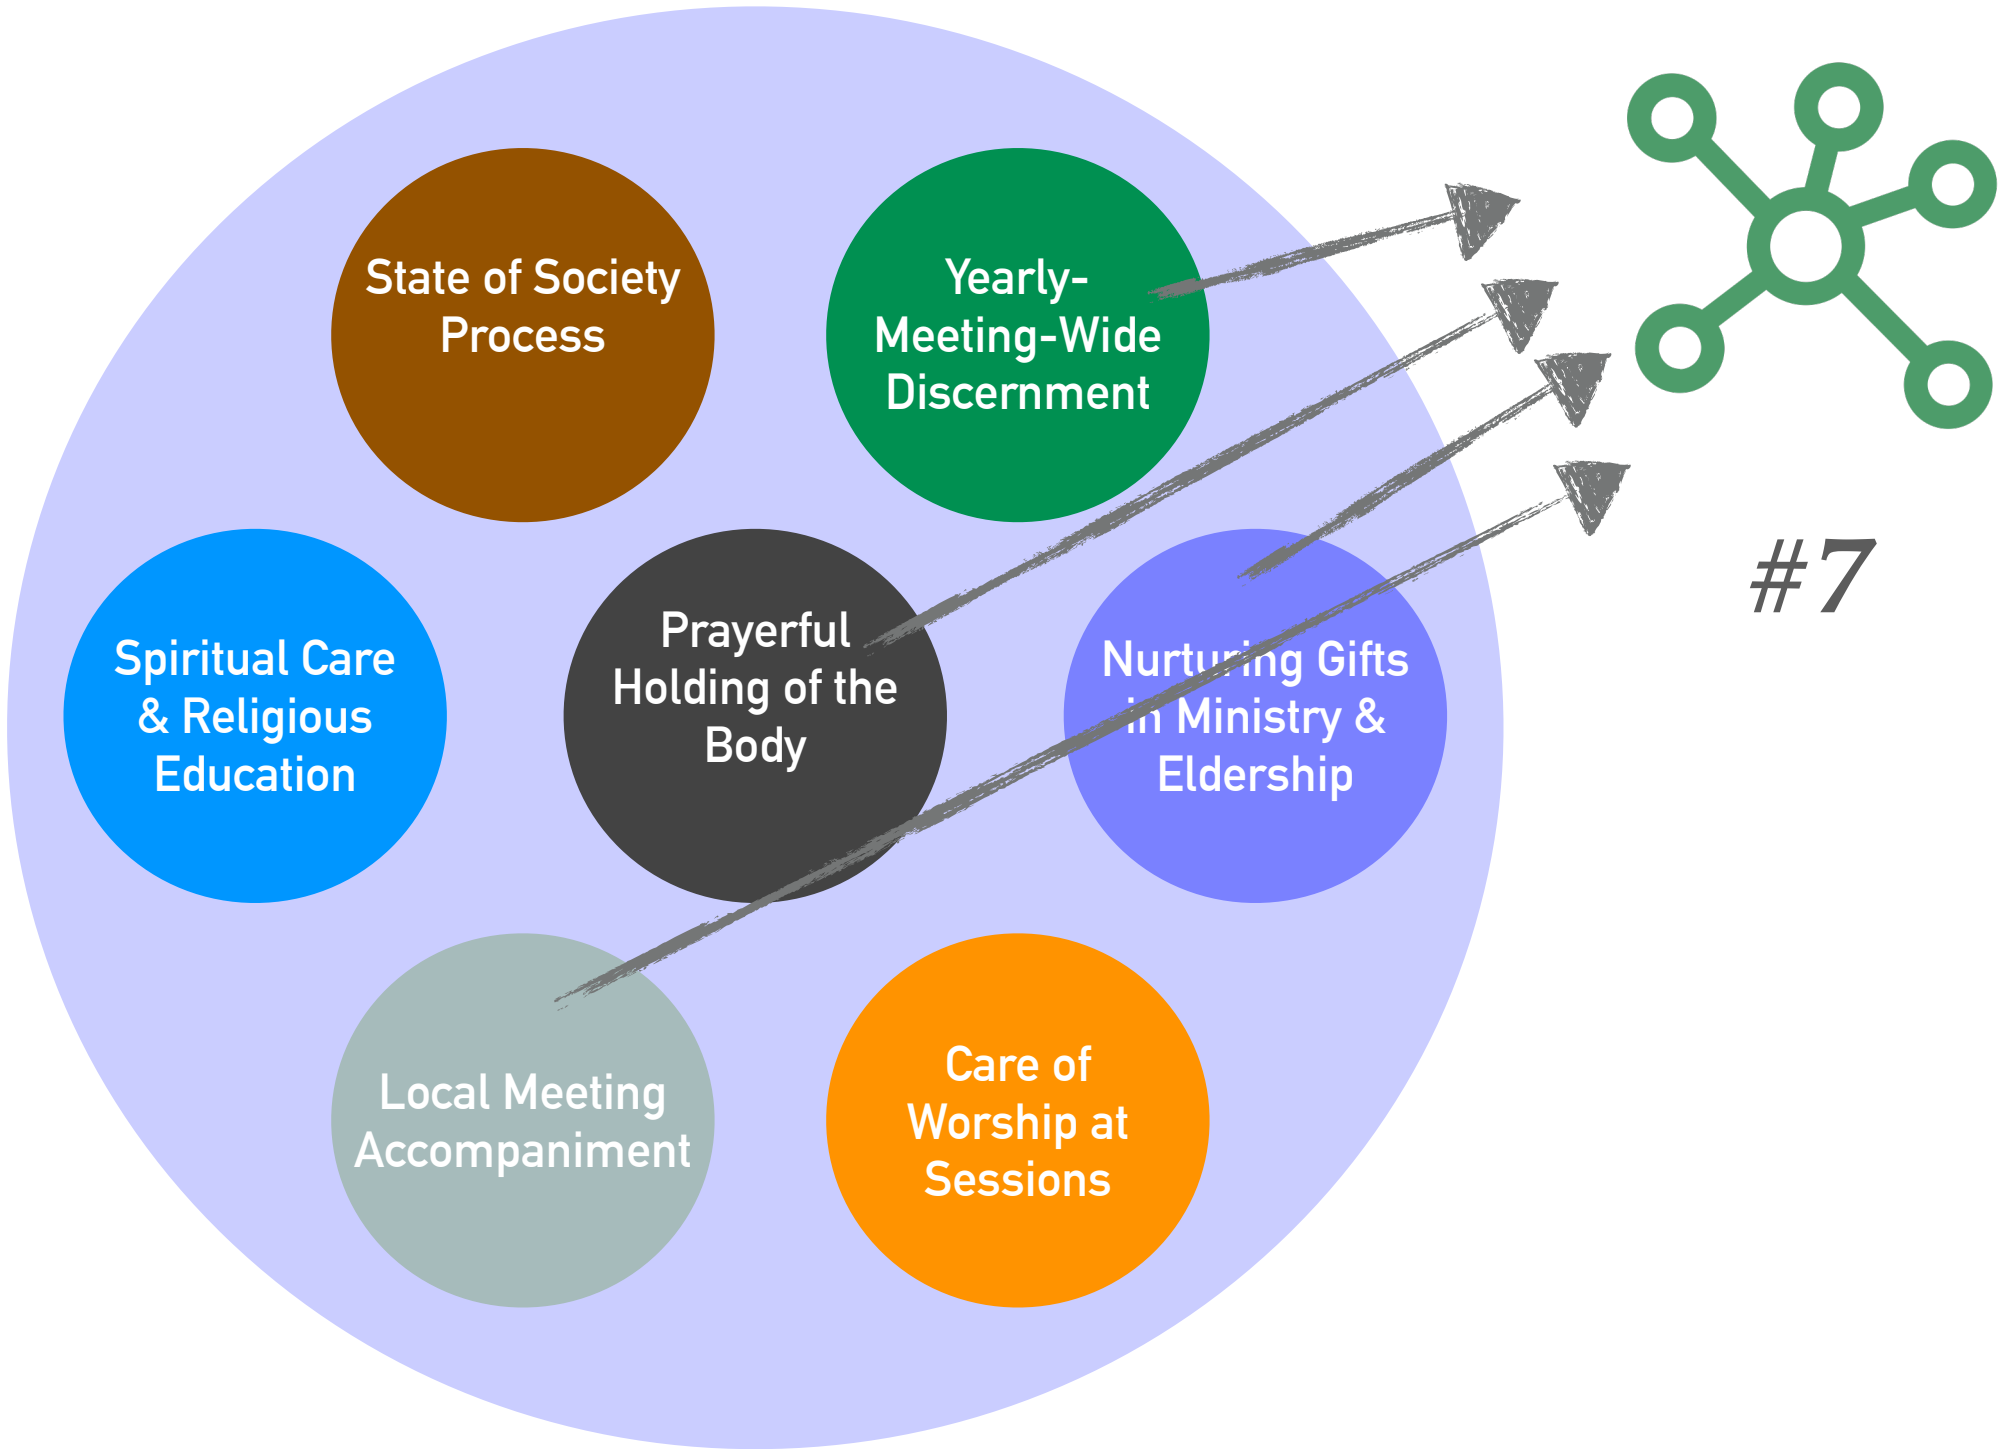 State of Society
Process
Yearly-
Meeting-Wide
Discernment
Spiritual Care
& Religious
Education
Prayerful
Holding of the
Body
Nurturing Gifts
in Ministry &
Eldership
#7
Local Meeting
Accompaniment
Care of
Worship at
Sessions